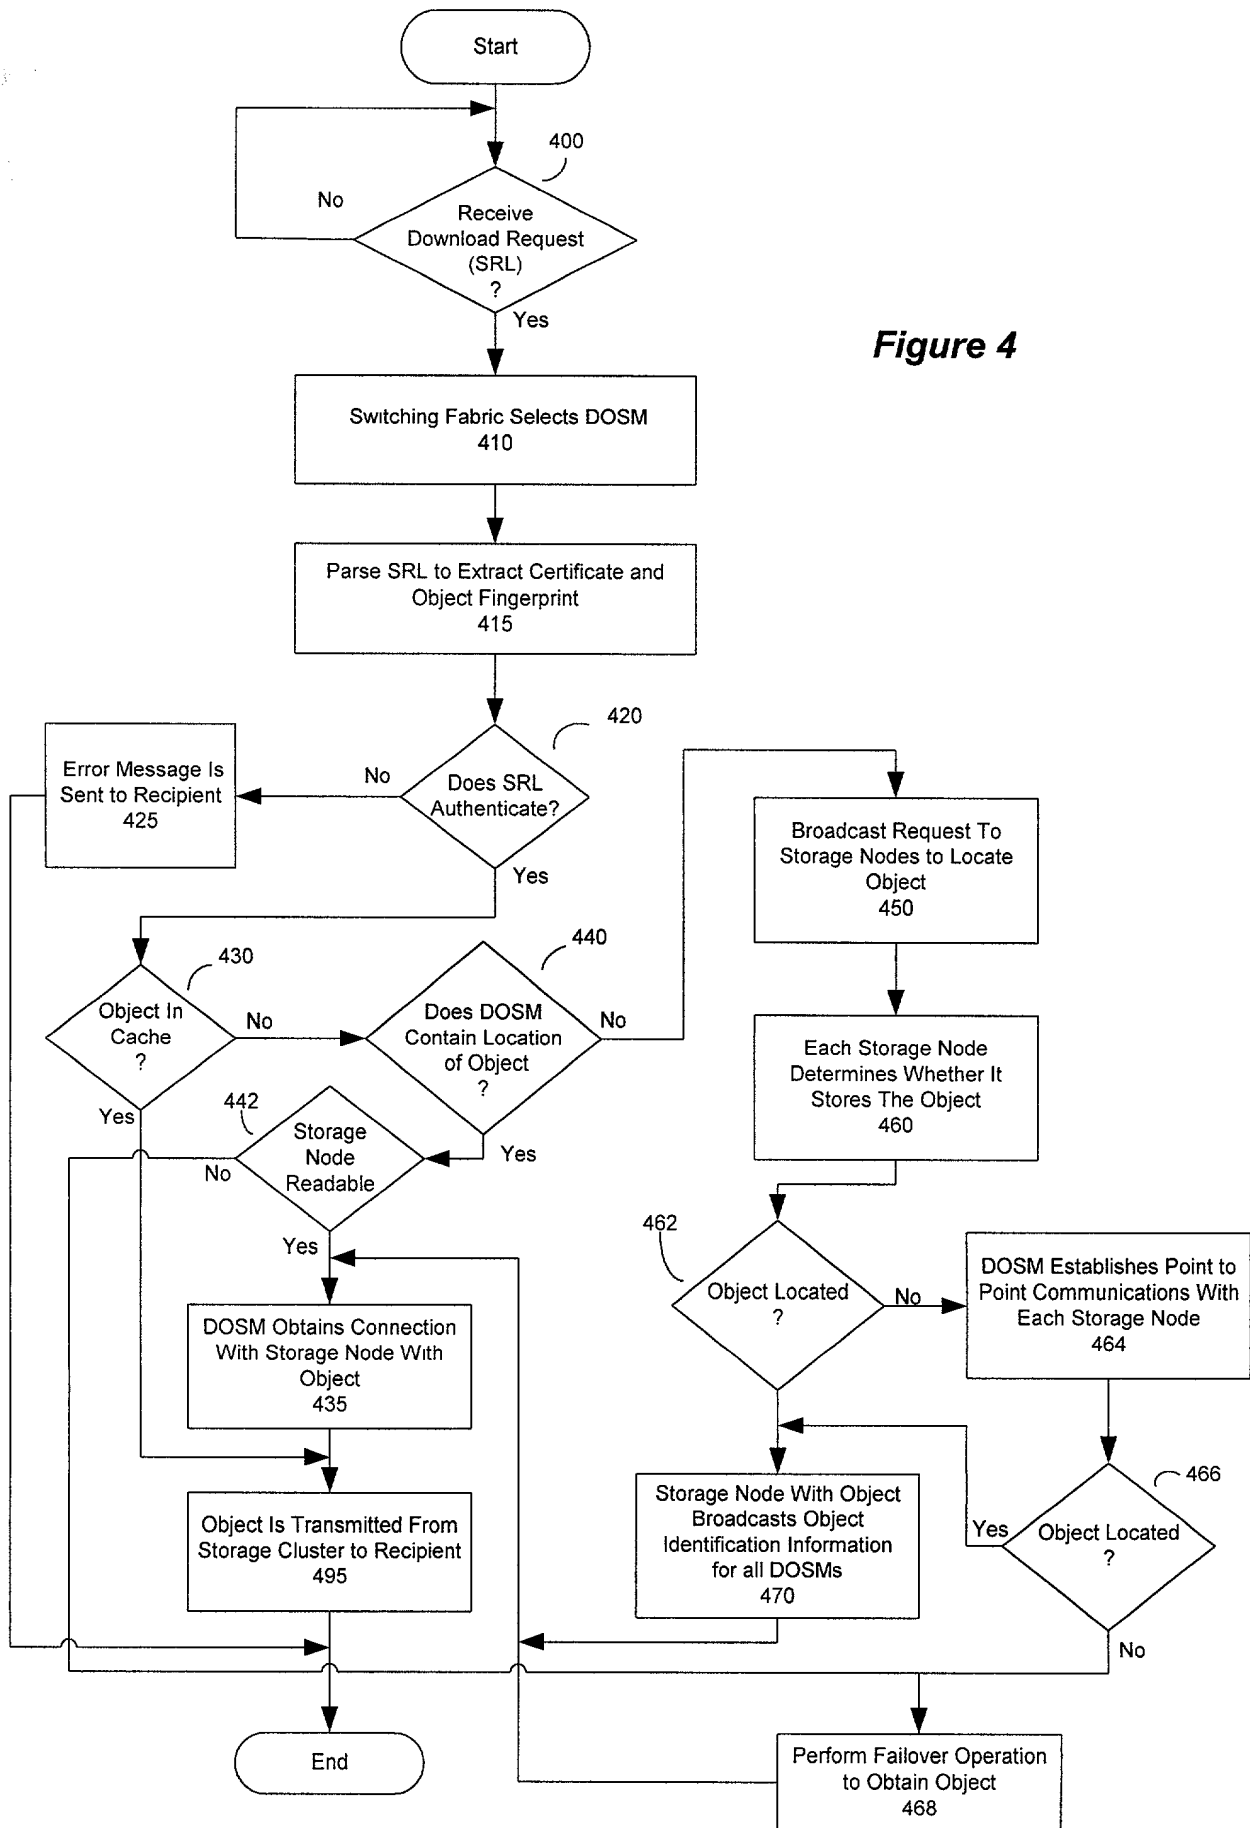 Start
400
No
Receive
Download Request
(SRL)
?
Yes
Figure 4
Switching Fabric Selects DOSM
410
Parse SRL to Extract Certificate and
Object Fingerprint
415
420
Error Message Is
Sent to Recipient
425
No
Does SRL
Authenticate?
Yes
Broadcast Request To
Storage Nodes to Locate
Object
450
430
Object In
Cache
?
No
Yes
440
Does DOSM
Contain Location
of Object
?
No
Yes
442
Storage
Node
Readable
No
Yes
Each Storage Node
Determines Whether It
Stores The Object
460
462
Object Located
?
No
DOSM Establishes Point to
Point Communications With
Each Storage Node
464
DOSM Obtains Connection
With Storage Node With
Object
435
466
Object Located
?
Yes
No
Storage Node With Object
Broadcasts Object
Identification Information
for all DOSMs
470
Object Is Transmitted From
Storage Cluster to Recipient
495
End
Perform Failover Operation
to Obtain Object
468